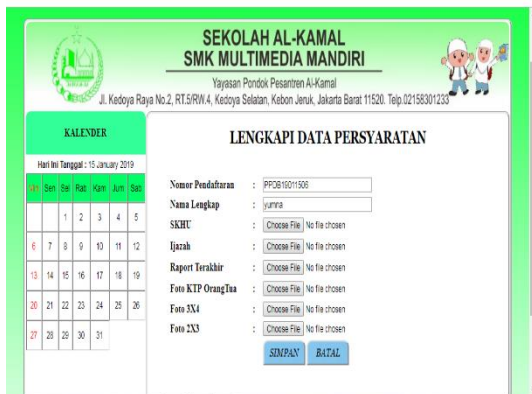 SEKOLAH AL-KAMAL
SMK MULTIMEDIA MANDIRI
Yayasan Pondok Pesantren Al-Kamal
Jl. Kedoya Raya No.2, RT.5/RW.4, Kedoya Selatan, Kebon Jeruk, Jakarta Barat 11520. Telp.02158301233
KALENDER
Hari Ini Tanggal : 15 January 2019
Min Sen Sel Rab Kam Jum Sab
1 2 3 4 5
6 7 8 9 10 11 12
13 14 15 16 17 18 19
20 21 22 23 24 25 26
27 28 29 30 31
LENGKAPI DATA PERSYARATAN
Nomor Pendaftaran : PPDB19011506
Nama Lengkap : yumna
SKHU : Choose File No file chosen
Ijazah : Choose File No file chosen
Raport Terakhir : Choose File No file chosen
Foto KTP OrangTua : Choose File No file chosen
Foto 3X4 : Choose File No file chosen
Foto 2X3 : Choose File No file chosen
SIMPAN BATAL